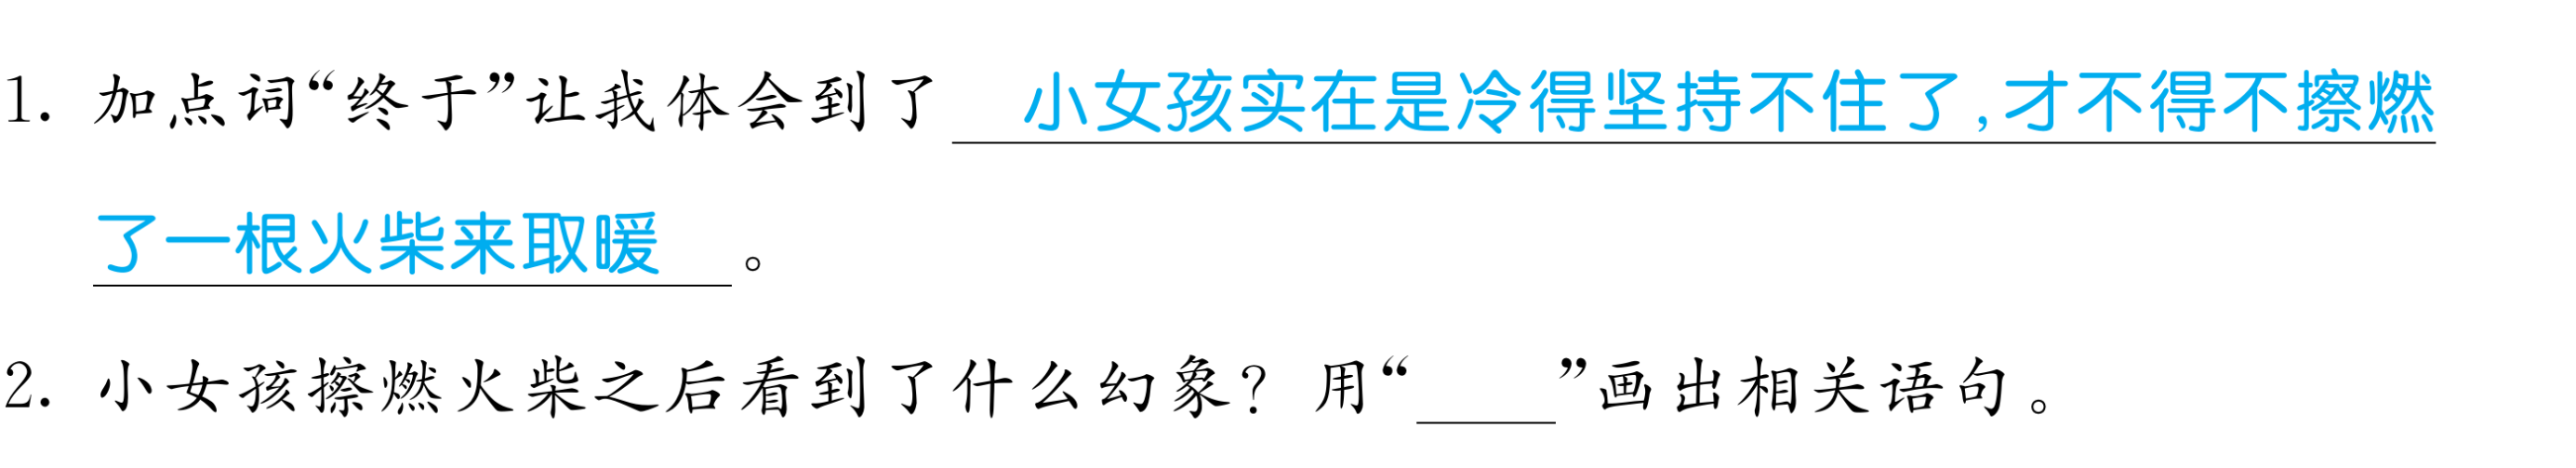 1. 加点词“终于”让我体会到了 小女孩实在是冷得坚持不住了,才不得不擦燃
了一根火柴来取暖 。
2. 小女孩擦燃火柴之后看到了什么幻象? 用“____”画出相关语句。